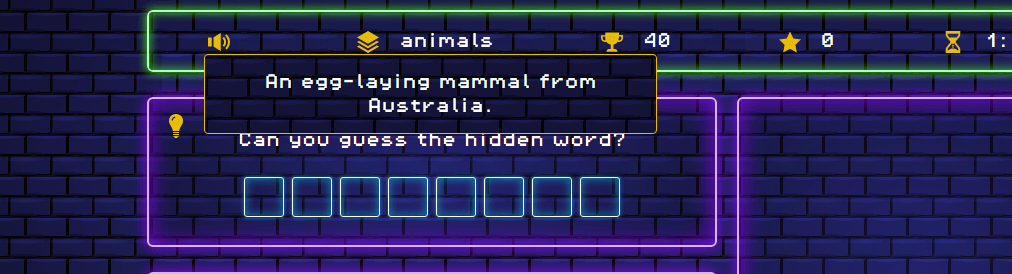 animals 40 0 1:
An egg-laying mammal from
Australia.
Can you guess the hidden word?